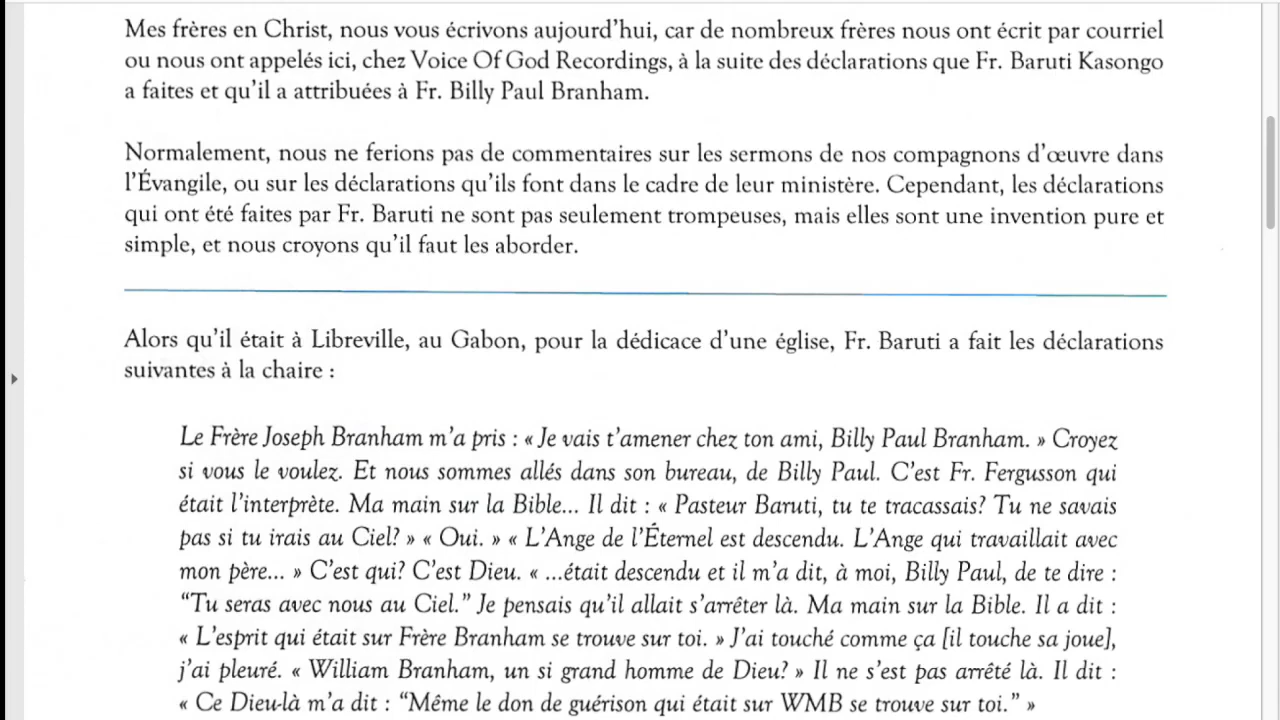 Mes frères en Christ, nous vous écrivons aujourd'hui, car de nombreux frères nous ont écrit par courriel
ou nous ont appelés ici, chez Voice Of God Recordings, à la suite des déclarations que Fr. Baruti Kasongo
a faites et qu'il a attribuées à Fr. Billy Paul Branham.
Normalement, nous ne ferions pas de commentaires sur les sermons de nos compagnons d'œuvre dans
l'Évangile, ou sur les déclarations qu'ils font dans le cadre de leur ministère. Cependant, les déclarations
qui ont été faites par Fr. Baruti ne sont pas seulement trompeuses, mais elles sont une invention pure et
simple, et nous croyons qu'il faut les aborder.
Alors qu'il était à Libreville, au Gabon, pour la dédicace d'une église, Fr. Baruti a fait les déclarations
suivantes à la chaire :
Le Frère Joseph Branham m'a pris : « Je vais t'amener chez ton ami, Billy Paul Branham. » Croyez
si vous le voulez. Et nous sommes allés dans son bureau, de Billy Paul. C'est Fr. Fergusson qui
était l'interprète. Ma main sur la Bible... Il dit : « Pasteur Baruti, tu te tracassais? Tu ne savais
pas si tu irais au Ciel? » « Oui. » « L'Ange de l'Éternel est descendu. L'Ange qui travaillait avec
mon père... » C'est qui? C'est Dieu. « ...était descendu et il m'a dit, à moi, Billy Paul, de te dire :
“Tu seras avec nous au Ciel.” Je pensais qu'il allait s'arrêter là. Ma main sur la Bible. Il a dit :
« L'esprit qui était sur Frère Branham se trouve sur toi. » J'ai touché comme ça [il touche sa joue],
j'ai pleuré. « William Branham, un si grand homme de Dieu? » Il ne s'est pas arrêté là. Il dit :
« Ce Dieu-là m'a dit : “Même le don de guérison qui était sur WMB se trouve sur toi.” »